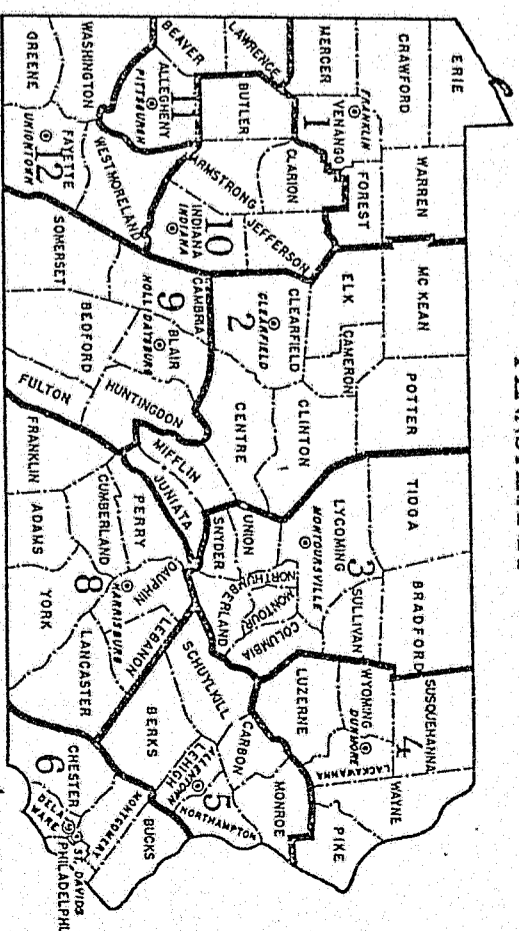 ERIE
CRAWFORD
WARREN
MCKEAN
POTTER
TIOGA
BRADFORD
SUSQUEHANNA
WAYNE
MERCER
FRANKLIN
VENANGO
1
FOREST
ELK
CAMERON
CLINTON
LYCOMING
3
MONTOURSVILLE
SULLIVAN
WYOMING
4
DUNMORE
LACKAWANNA
PIKE
LAWRENCE
BUTLER
CLARION
JEFFERSON
CLEARFIELD
2
CLEARFIELD
CENTRE
UNION
SNYDER
NORTHUMBERLAND
MONTOUR
COLUMBIA
LUZERNE
MONROE
BEAVER
ALLEGHENY
11
PITTSBURGH
ARMSTRONG
10
INDIANA
INDIANA
CAMBRIA
9
BLAIR
HOLLIDAYSBURG
HUNTINGDON
MIFFLIN
JUNIATA
SCHUYLKILL
CARBON
5
ALLENTOWN
LEHIGH
NORTHAMPTON
WASHINGTON
WESTMORELAND
PERRY
DAUPHIN
HARRISBURG
LEBANON
BERKS
BUCKS
GREENE
FAYETTE
12
UNIONTOWN
SOMERSET
BEDFORD
FULTON
FRANKLIN
CUMBERLAND
8
ADAMS
YORK
LANCASTER
CHESTER
6
MONTGOMERY
DELAWARE
ST. DAVIDS
PHILADELPHI